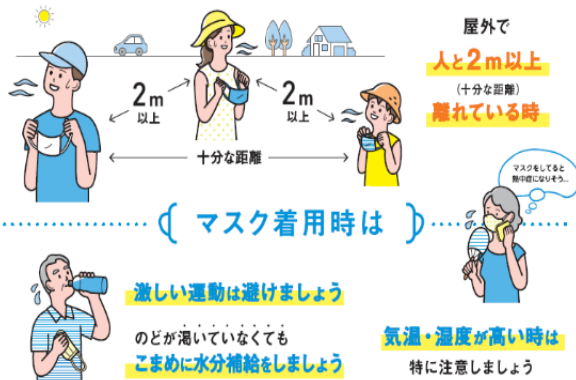 屋外で
人と2m以上
(十分な距離)
離れている時
2m
以上
2m
以上
十分な距離
マスクをしてると
熱中症になりそう…
マスク着用時は
激しい運動は避けましょう
のどが渇いていなくても
こまめに水分補給をしましょう
気温・湿度が高い時は
特に注意しましょう